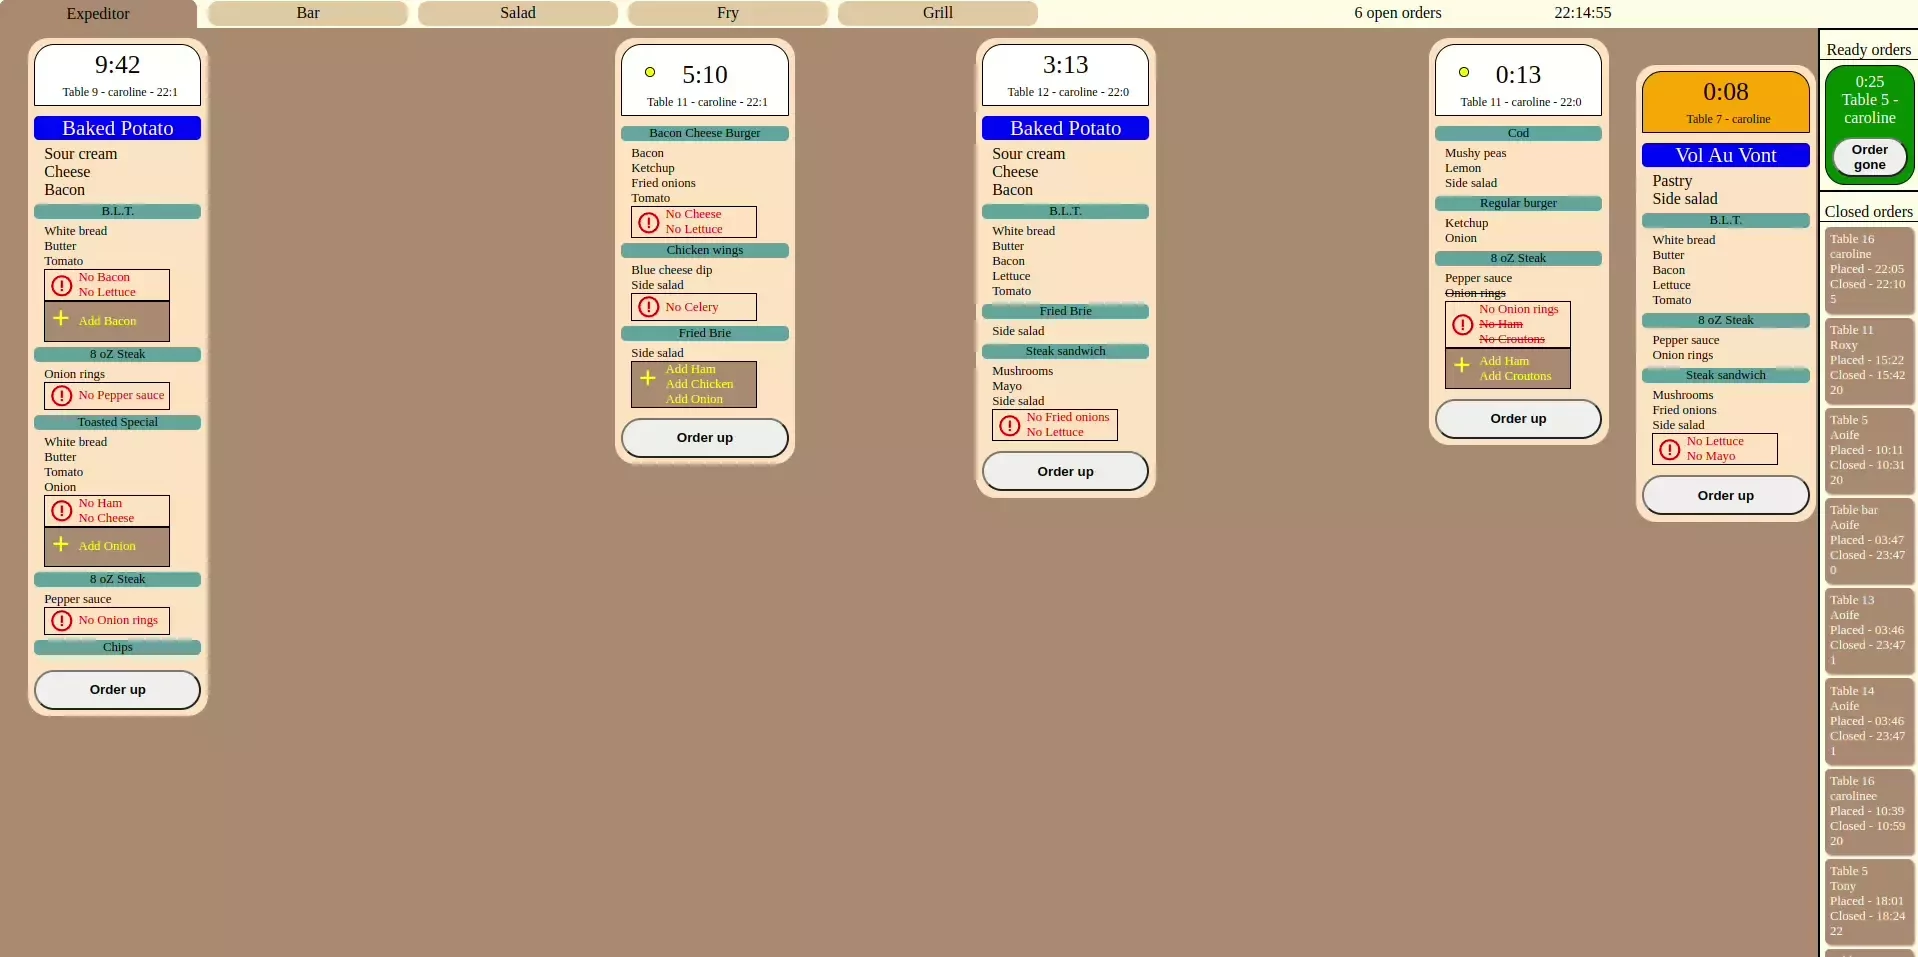 Expeditor
Bar
Salad
Fry
Grill
6 open orders
22:14:55
9:42
Table 9 - caroline - 22:1
Baked Potato
Sour cream
Cheese
Bacon
B.L.T.
White bread
Butter
Tomato
No Bacon
No Lettuce
+ Add Bacon
8 oZ Steak
Onion rings
No Pepper sauce
Toasted Special
White bread
Butter
Tomato
Onion
No Ham
No Cheese
+ Add Onion
8 oZ Steak
Pepper sauce
No Onion rings
Chips
Order up
5:10
Table 11 - caroline - 22:1
Bacon Cheese Burger
Bacon
Ketchup
Fried onions
Tomato
No Cheese
No Lettuce
Chicken wings
Blue cheese dip
Side salad
No Celery
Fried Brie
Side salad
+ Add Ham
Add Chicken
Add Onion
Order up
3:13
Table 12 - caroline - 22:0
Baked Potato
Sour cream
Cheese
Bacon
B.L.T.
White bread
Butter
Bacon
Lettuce
Tomato
Fried Brie
Side salad
Steak sandwich
Mushrooms
Mayo
Side salad
No Fried onions
No Lettuce
Order up
0:13
Table 11 - caroline - 22:0
Cod
Mushy peas
Lemon
Side salad
Regular burger
Ketchup
Onion
8 oZ Steak
Pepper sauce
Onion rings
No Onion rings
No Ham
No Croutons
+ Add Ham
Add Croutons
Order up
0:08
Table 7 - caroline
Vol Au Vont
Pastry
Side salad
B.L.T.
White bread
Butter
Bacon
Lettuce
Tomato
8 oZ Steak
Pepper sauce
Onion rings
Steak sandwich
Mushrooms
Fried onions
Side salad
No Lettuce
No Mayo
Order up
Ready orders
0:25
Table 5 -
caroline
Order
gone
Closed orders
Table 16
caroline
Placed - 22:05
Closed - 22:10
5
Table 11
Roxy
Placed - 15:22
Closed - 15:42
20
Table 5
Aoife
Placed - 10:11
Closed - 10:31
20
Table bar
Aoife
Placed - 03:47
Closed - 23:47
0
Table 13
Aoife
Placed - 03:46
Closed - 23:47
1
Table 14
Aoife
Placed - 03:46
Closed - 23:47
1
Table 16
carolinee
Placed - 10:39
Closed - 10:59
20
Table 5
Tony
Placed - 18:01
Closed - 18:24
22